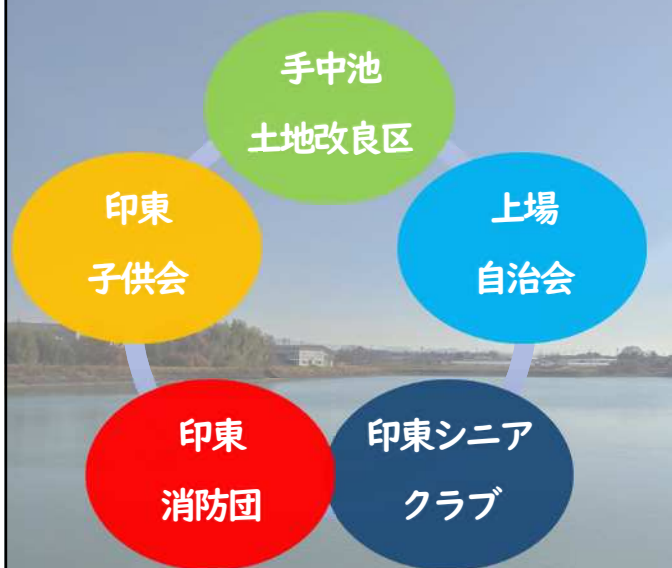 手中池
土地改良区
印東
子供会
上場
自治会
印東
消防団
印東シニア
クラブ